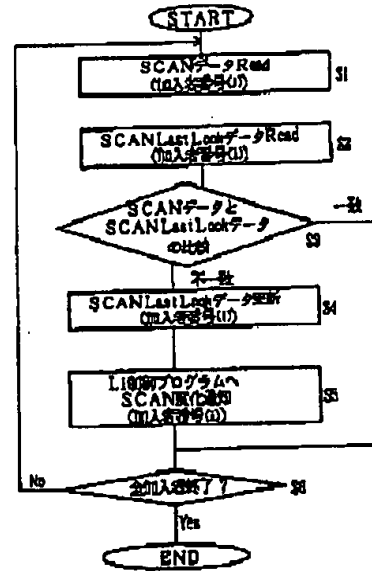 START
SCANデータRead
(加入者番号(i))
S1
SCANLastLookデータRead
(加入者番号(i))
S2
SCANデータと
SCANLastLookデータ
の比較
S3
一致
不一致
SCANLastLookデータ更新
(加入者番号(i))
S4
プログラムへ
SCAN変化通知
(加入者番号(i))
S5
全加入者終了?
S6
No
Yes
END